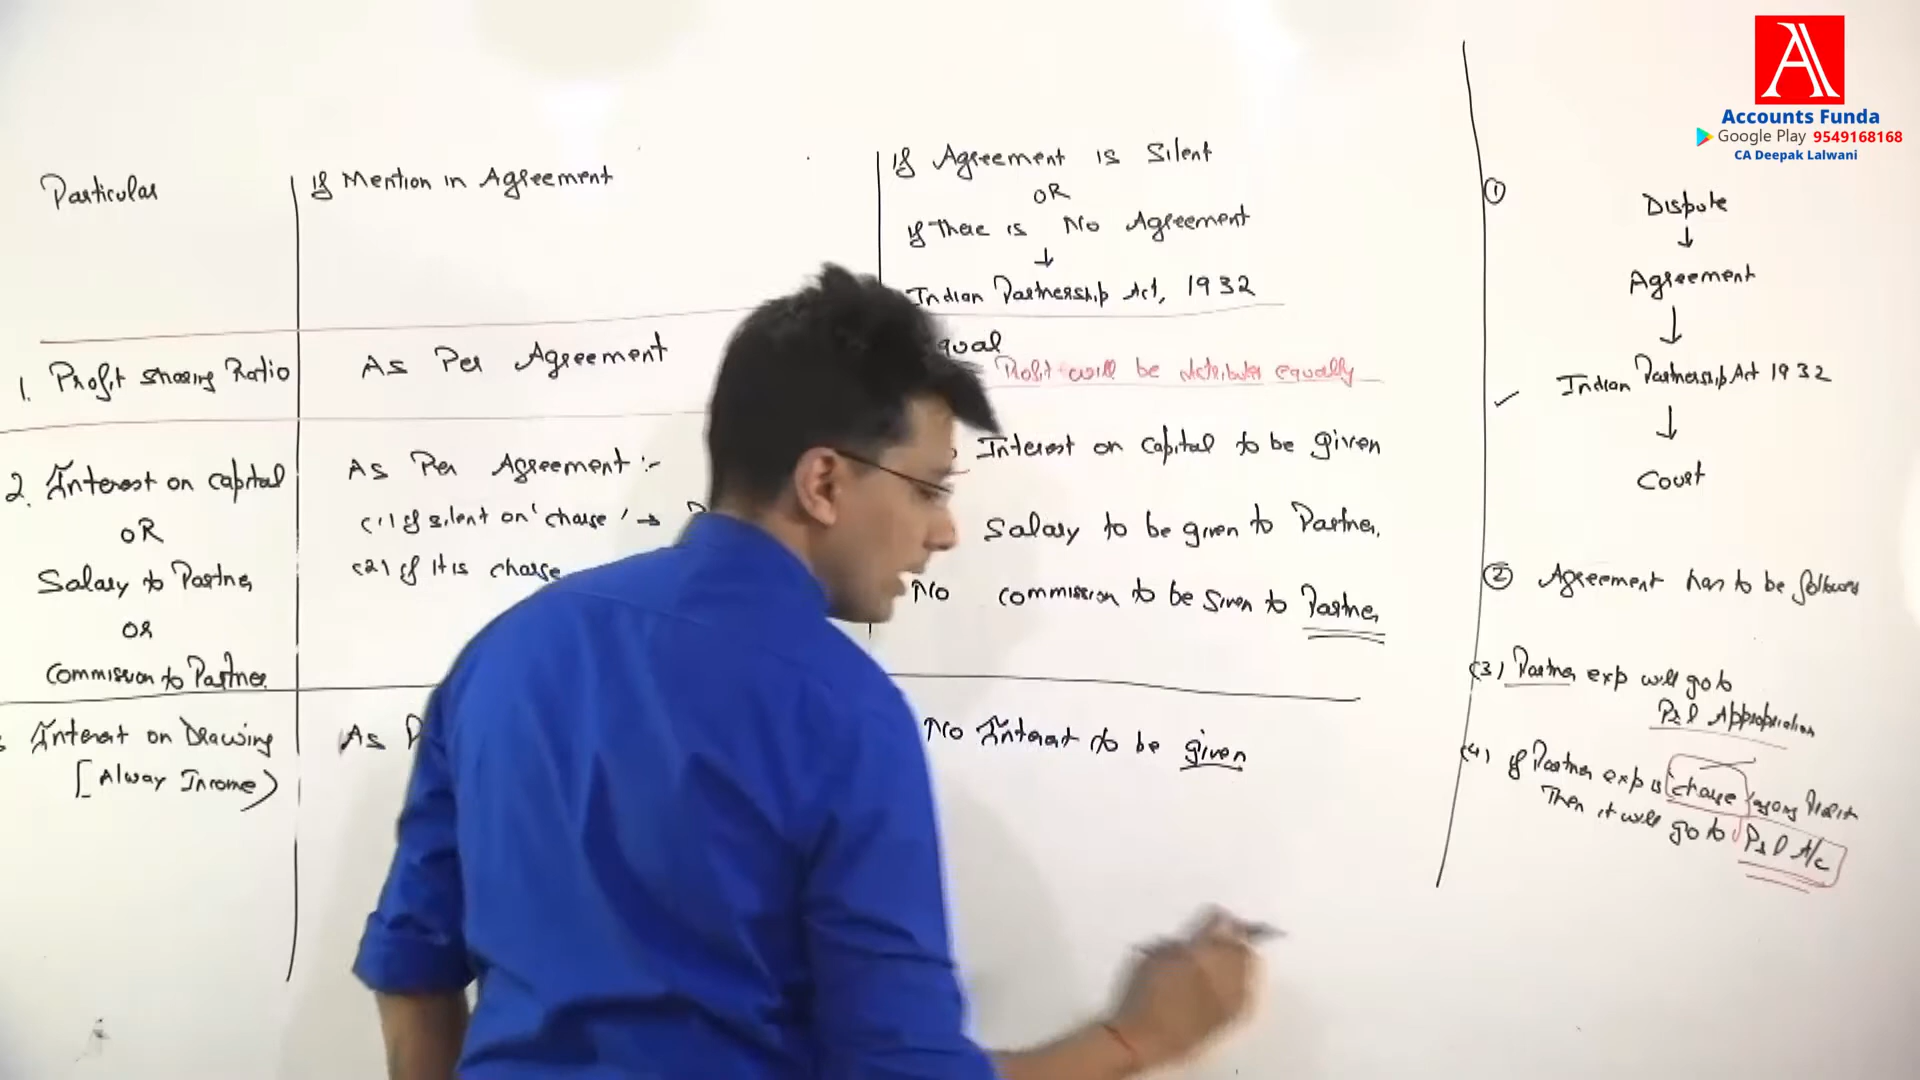 Accounts Funda
Google Play 9549168168
CA Deepak Lalwani
Particular
If Mention in Agreement
If Agreement is Silent
OR
If There is No Agreement
↓
Indian Partnership Act, 1932
1. Profit Sharing Ratio
As Per Agreement
qual
Profit will be distribute equally
2. Interest on Capital
OR
Salary to Partner
OR
Commission to Partner
As Per Agreement :-
(1) If silent on 'charge' →
(2) If It is charge
Interest on Capital to be given
Salary to be given to Partner.
No commission to be given to Partner
Interest on Drawing
[Alway Income)
As
No Interest to be given
①
Dispute
↓
Agreement
↓
Indian Partnership Act 1932
↓
Court
② Agreement has to be followed
(3) Partner exp will go to
P&L Appropriation
(4) If Partner exp is charge
Then it will go to P&L A/c